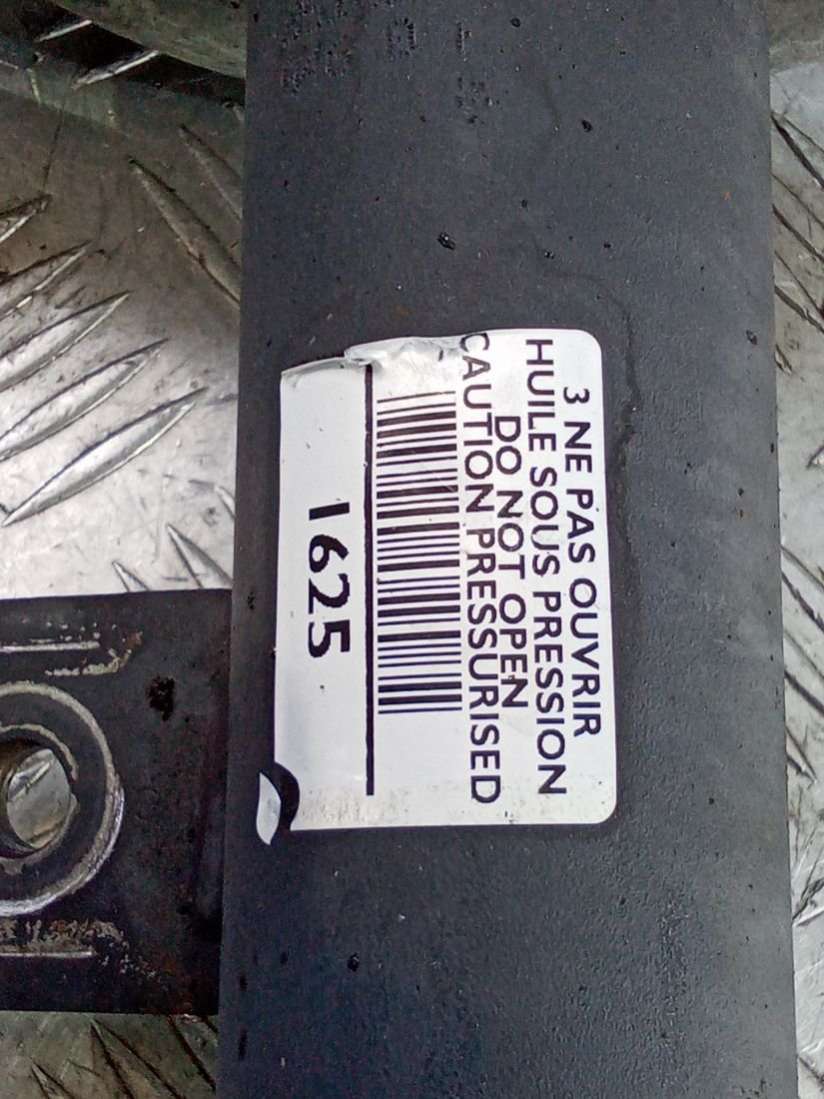 3 NE PAS OUVRIR
HUILE SOUS PRESSION
DO NOT OPEN
CAUTION PRESSURISED
1625